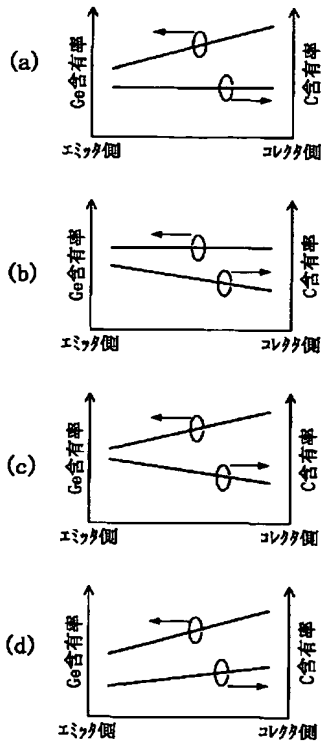 (a)
Ge含有率
C含有率
エミッタ側
コレクタ側
(b)
Ge含有率
C含有率
エミッタ側
コレクタ側
(c)
Ge含有率
C含有率
エミッタ側
コレクタ側
(d)
Ge含有率
C含有率
エミッタ側
コレクタ側